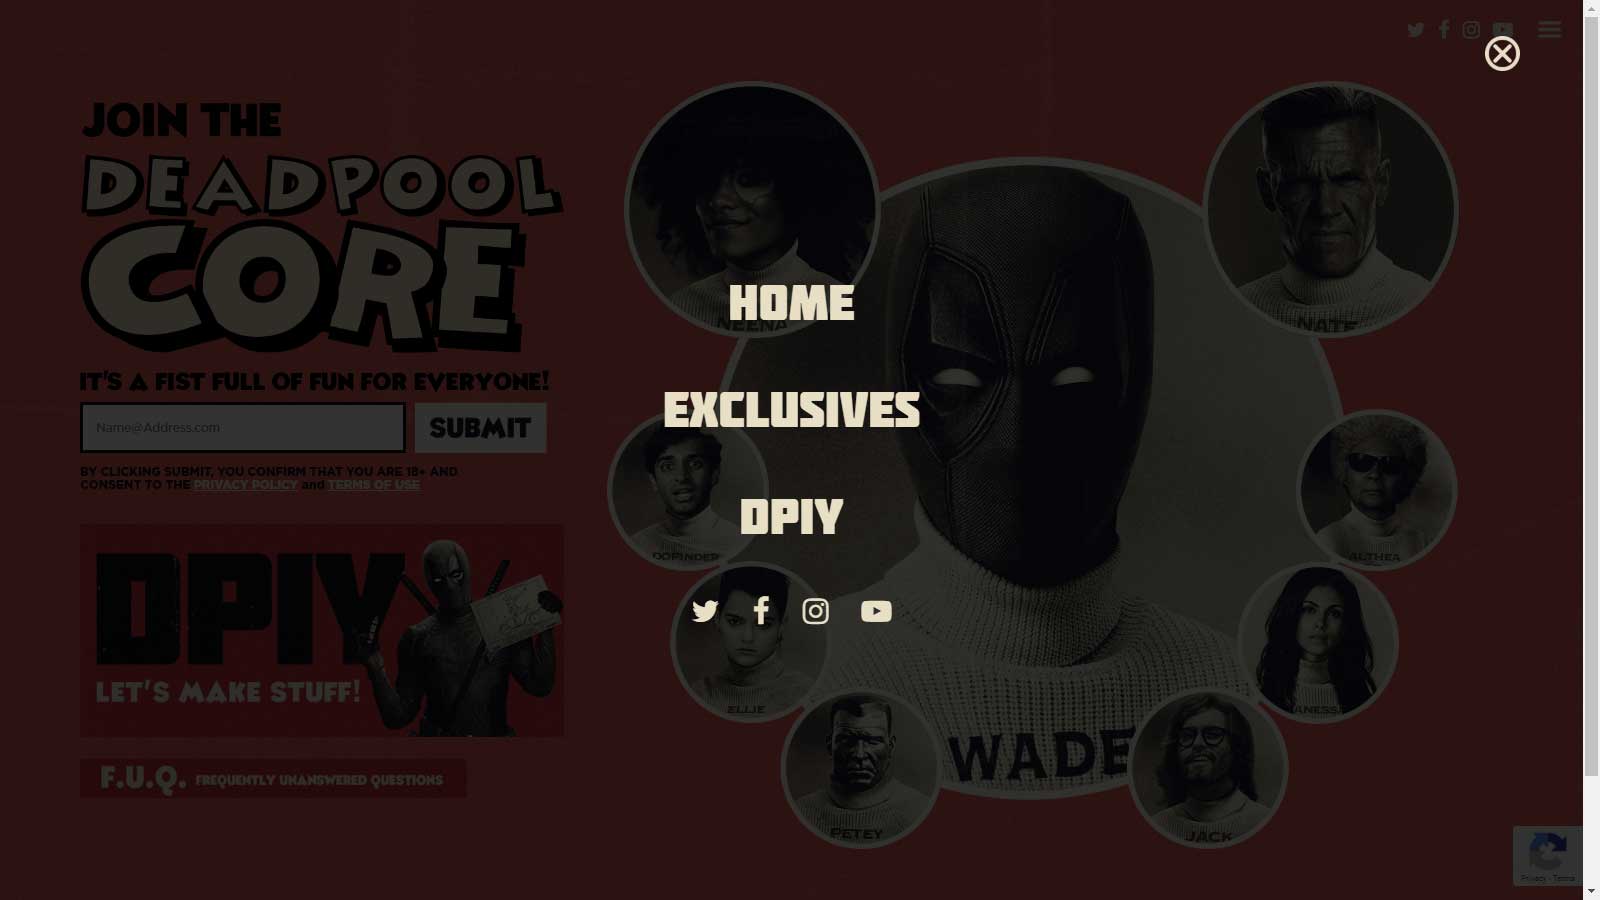 JOIN THE
DEADPOOL
CORE
IT'S A FIST FULL OF FUN FOR EVERYONE!
Name@Address.com
SUBMIT
BY CLICKING SUBMIT, YOU CONFIRM THAT YOU ARE 18+ AND
CONSENT TO THE PRIVACY POLICY and TERMS OF USE
DPIY
LET'S MAKE STUFF!
F.U.Q. FREQUENTLY UNANSWERED QUESTIONS
HOME
EXCLUSIVES
DPIY
NEENA
NATE
DOPINDER
ALTHEA
ELLIE
VANESSA
WADE
PETEY
JACK
Privacy - Terms